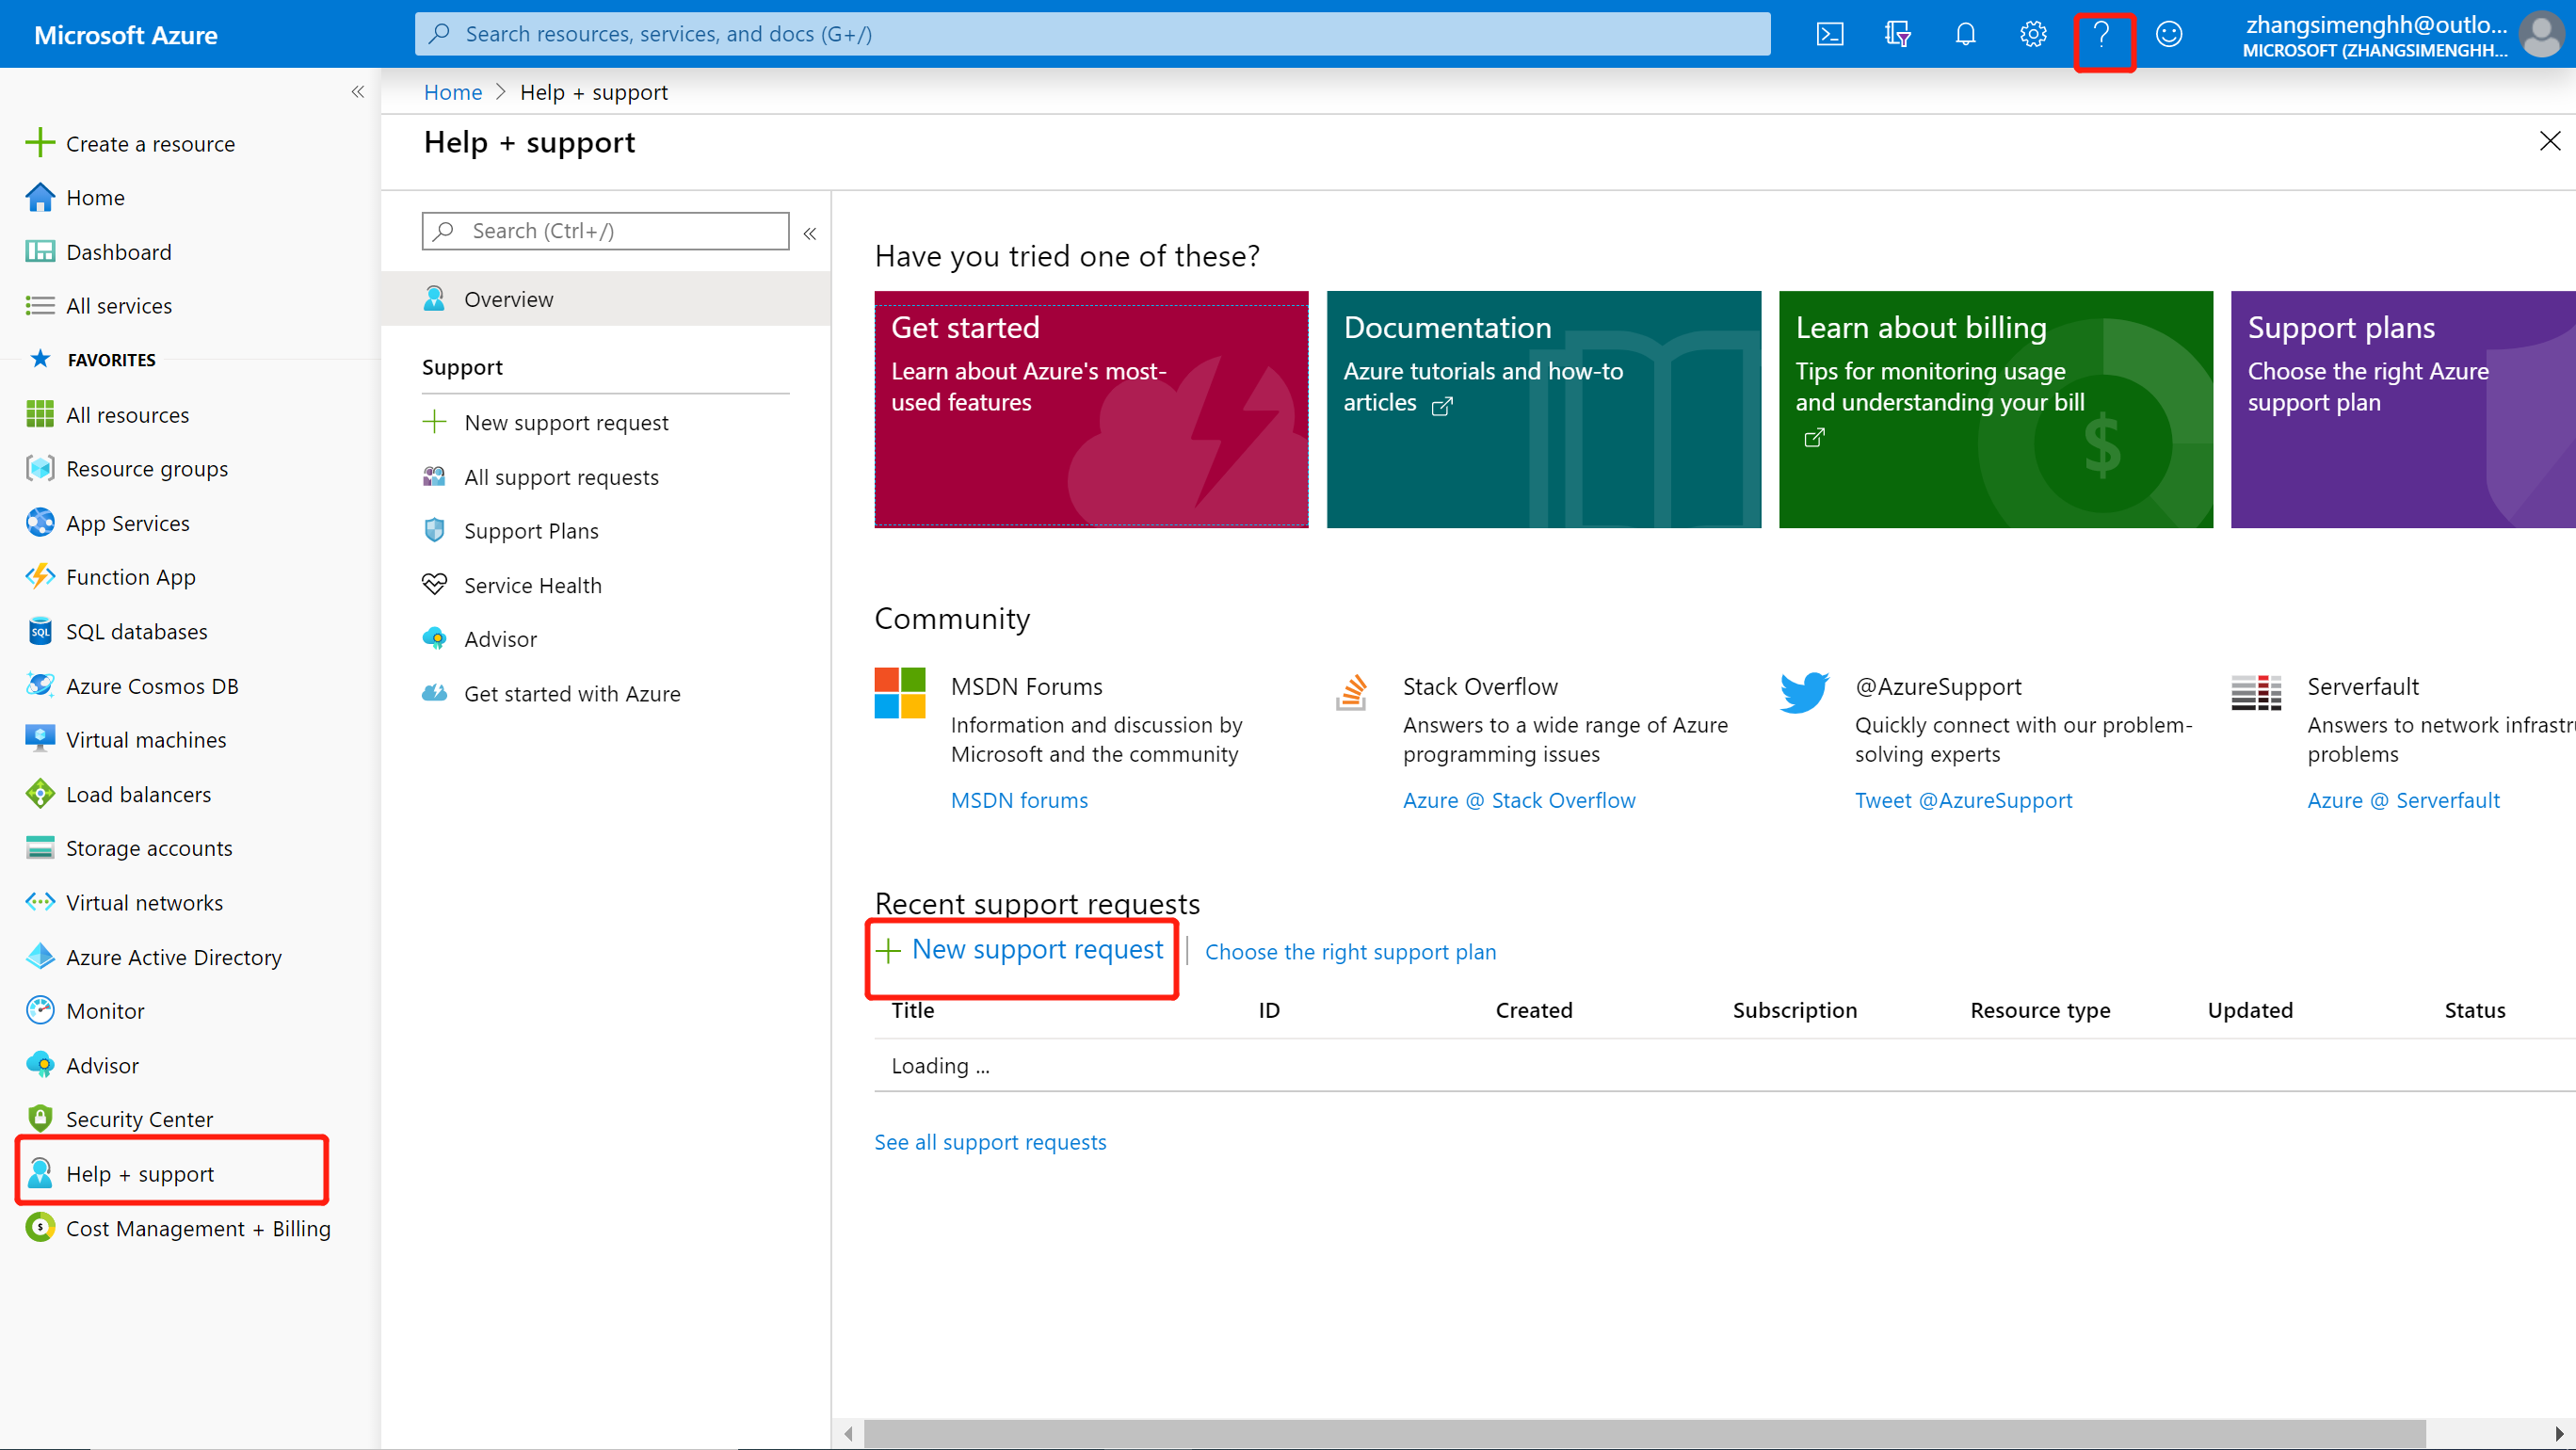 Microsoft Azure
Search resources, services, and docs (G+/)
zhangsimenghh@outlo...
MICROSOFT (ZHANGSIMENGHH...
Create a resource
Home
Dashboard
All services
FAVORITES
All resources
Resource groups
App Services
Function App
SQL databases
Azure Cosmos DB
Virtual machines
Load balancers
Storage accounts
Virtual networks
Azure Active Directory
Monitor
Advisor
Security Center
Help + support
Cost Management + Billing
Home > Help + support
Help + support
Search (Ctrl+/)
Overview
Support
New support request
All support requests
Support Plans
Service Health
Advisor
Get started with Azure
Have you tried one of these?
Get started
Learn about Azure's most-
used features
Documentation
Azure tutorials and how-to
articles
Learn about billing
Tips for monitoring usage
and understanding your bill
Support plans
Choose the right Azure
support plan
Community
MSDN Forums
Information and discussion by
Microsoft and the community
MSDN forums
Stack Overflow
Answers to a wide range of Azure
programming issues
Azure @ Stack Overflow
@AzureSupport
Quickly connect with our problem-
solving experts
Tweet @AzureSupport
Serverfault
Answers to network infrastru
problems
Azure @ Serverfault
Recent support requests
New support request
Choose the right support plan
Title ID Created Subscription Resource type Updated Status
Loading ...
See all support requests